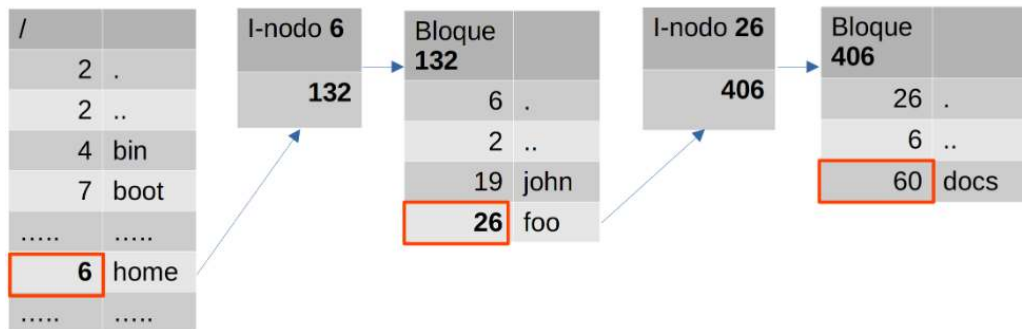 /
2 .
2 ..
4 bin
7 boot
..... .....
6 home
..... .....
I-nodo 6
132
Bloque
132
6 .
2 ..
19 john
26 foo
I-nodo 26
406
Bloque
406
26 .
6 ..
60 docs